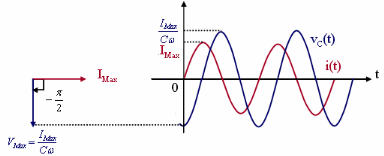 I_Max/Cω
v_C(t)
I_Max
i(t)
I_Max
t
0
-π/2
V_Max = I_Max/Cω